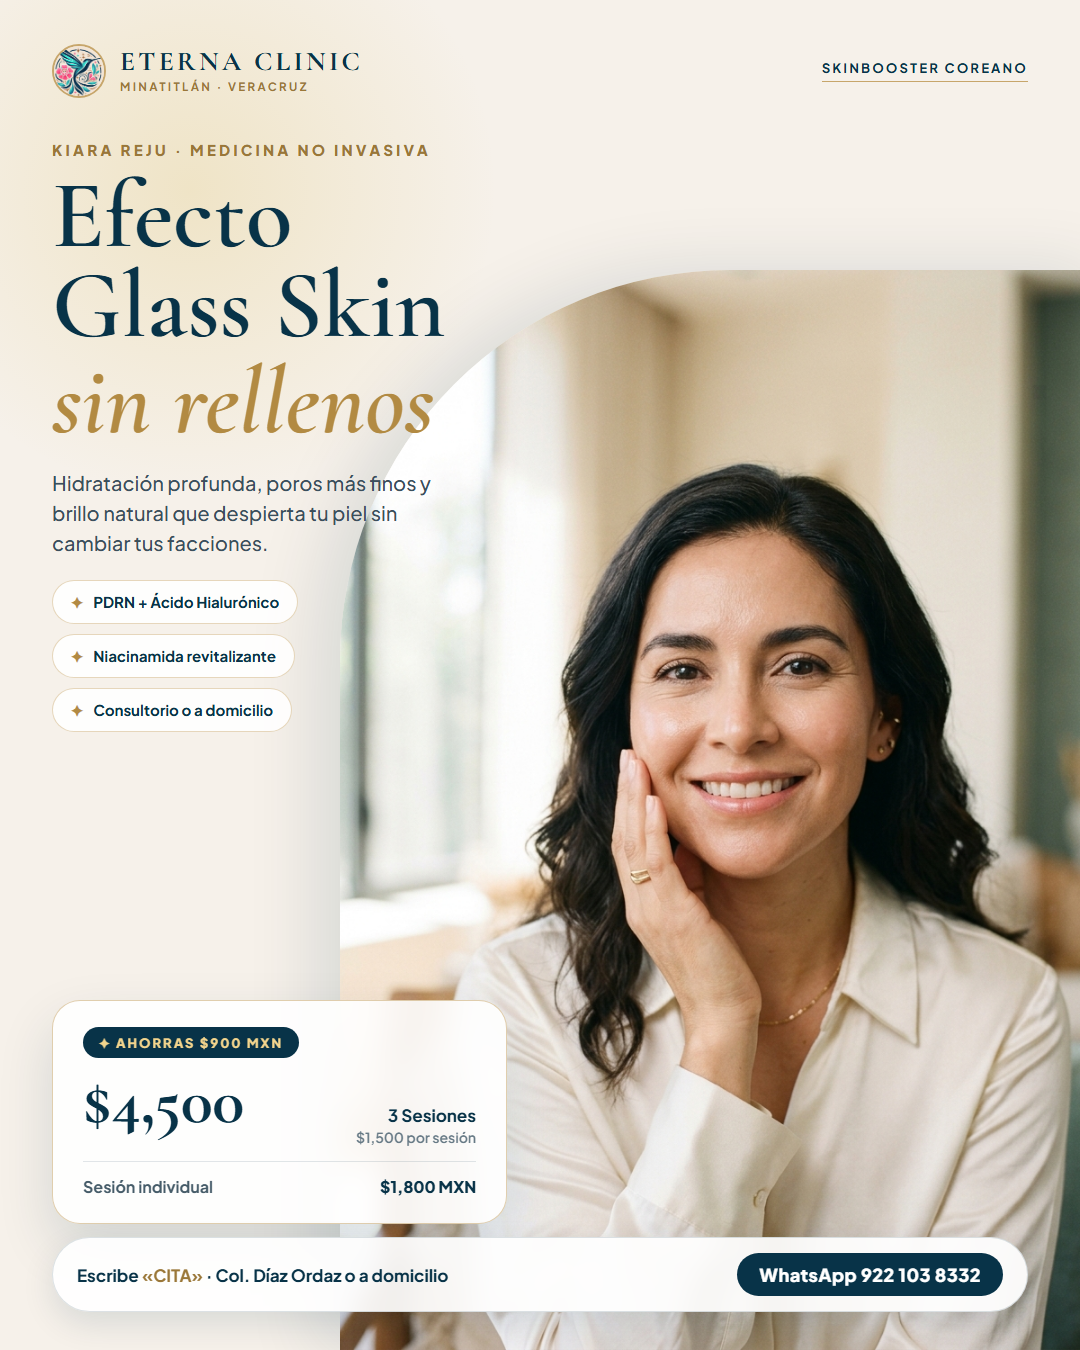 ETERNA CLINIC
MINATITLÁN · VERACRUZ
SKINBOOSTER COREANO
KIARA REJU · MEDICINA NO INVASIVA
Efecto
Glass Skin
sin rellenos
Hidratación profunda, poros más finos y
brillo natural que despierta tu piel sin
cambiar tus facciones.
✦ PDRN + Ácido Hialurónico
✦ Niacinamida revitalizante
✦ Consultorio o a domicilio
✦ AHORRAS $900 MXN
$4,500
3 Sesiones
$1,500 por sesión
Sesión individual
$1,800 MXN
Escribe «CITA» · Col. Díaz Ordaz o a domicilio
WhatsApp 922 103 8332